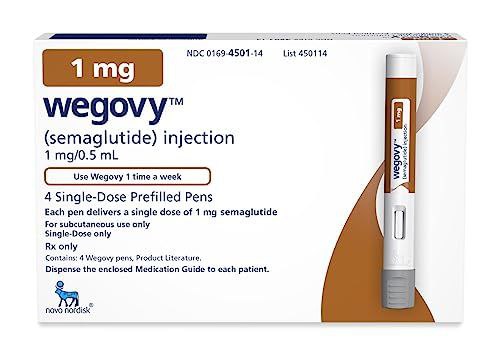 NDC 0169-4501-14 List 450114
1 mg
wegovy™
(semaglutide) injection
1 mg/0.5 mL
Use Wegovy 1 time a week
4 Single-Dose Prefilled Pens
Each pen delivers a single dose of 1 mg semaglutide
For subcutaneous use only
Single-Dose only
Rx only
Contains: 4 Wegovy pens, Product Literature.
Dispense the enclosed Medication Guide to each patient.
novo nordisk®
wegovy™ 1 mg
(semaglutide) injection